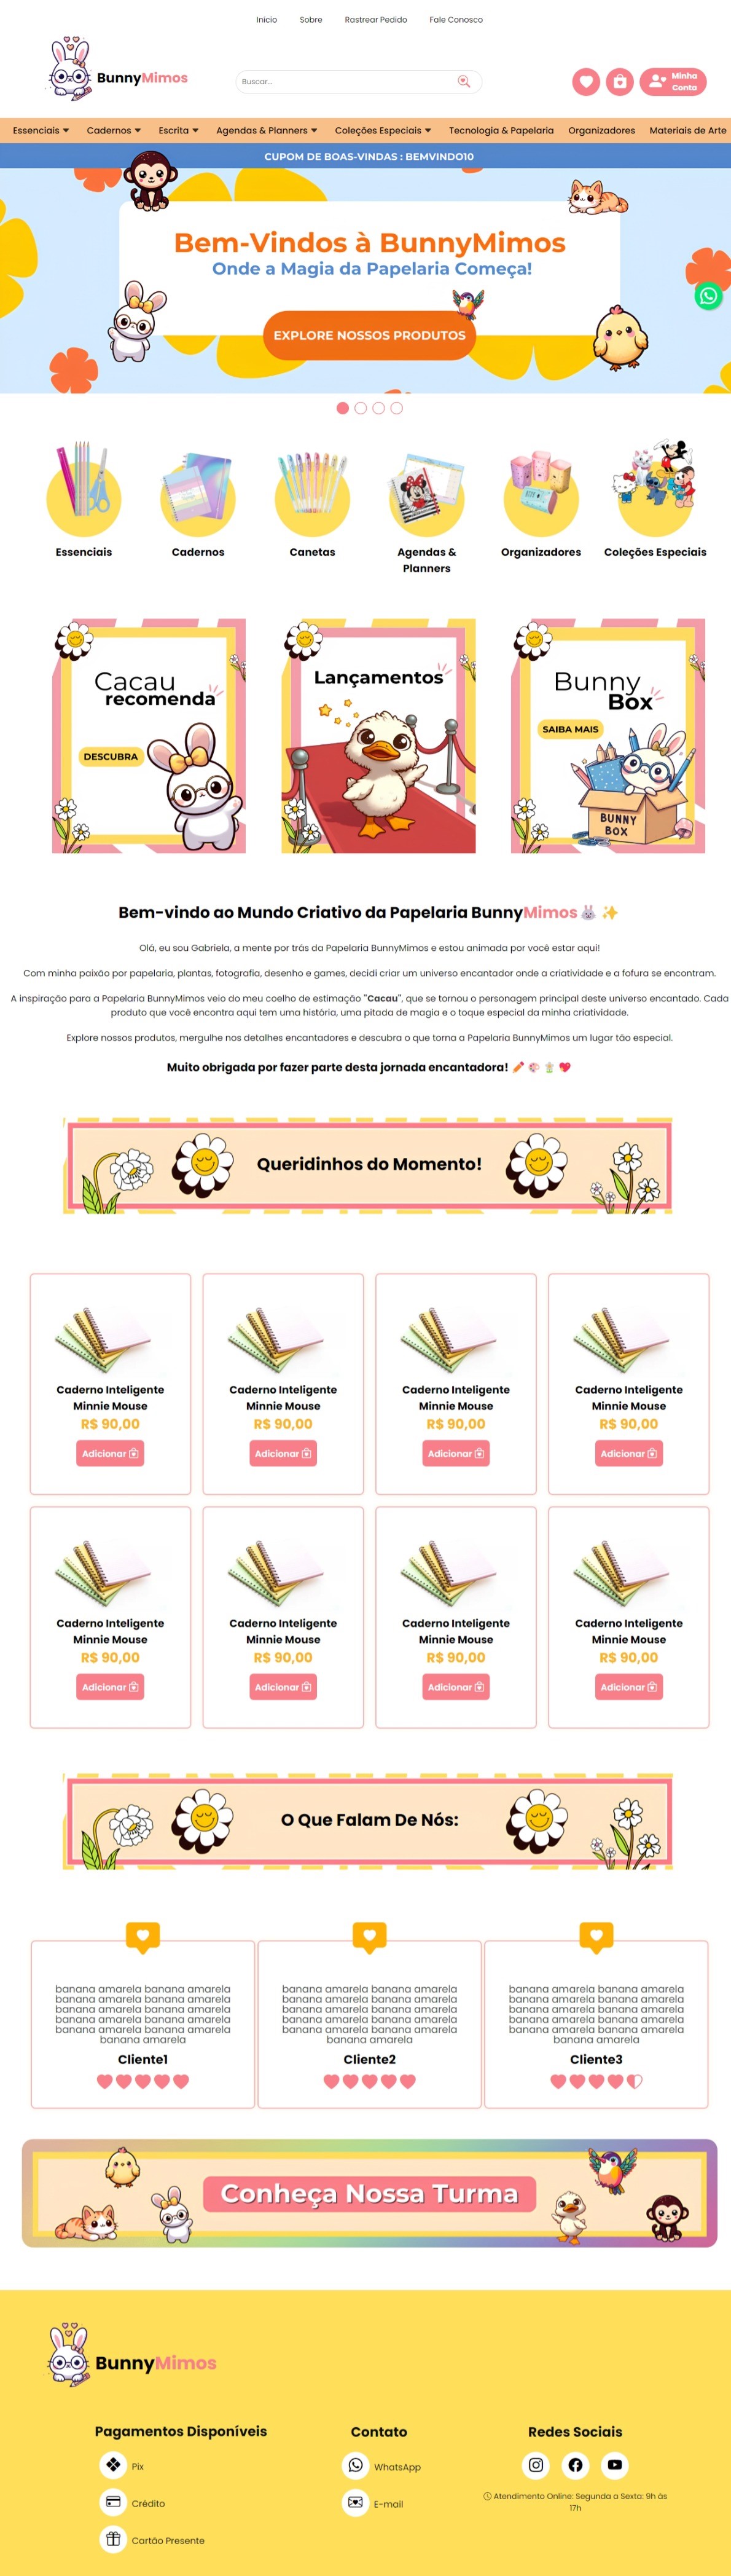 Inicio Sobre Rastrear Pedido Fale Conosco
BunnyMimos
Buscar...
Minha
Conta
Essenciais Cadernos Escrita Agendas & Planners Coleções Especiais Tecnologia & Papelaria Organizadores Materiais de Arte
CUPOM DE BOAS-VINDAS : BEMVINDO10
Bem-Vindos à BunnyMimos
Onde a Magia da Papelaria Começa!
EXPLORE NOSSOS PRODUTOS
Essenciais Cadernos Canetas Agendas & Organizadores Coleções Especiais
Planners
Cacau
recomenda
DESCUBRA
Lançamentos
Bunny
Box
SAIBA MAIS
BUNNY
BOX
Bem-vindo ao Mundo Criativo da Papelaria BunnyMimos 🐰 ✨
Olá, eu sou Gabriela, a mente por trás da Papelaria BunnyMimos e estou animada por você estar aqui!
Com minha paixão por papelaria, plantas, fotografia, desenho e games, decidi criar um universo encantador onde a criatividade e a fofura se encontram.
A inspiração para a Papelaria BunnyMimos veio do meu coelho de estimação "Cacau", que se tornou o personagem principal deste universo encantado. Cada
produto que você encontra aqui tem uma história, uma pitada de magia e o toque especial da minha criatividade.
Explore nossos produtos, mergulhe nos detalhes encantadores e descubra o que torna a Papelaria BunnyMimos um lugar tão especial.
Muito obrigada por fazer parte desta jornada encantadora!
Queridinhos do Momento!
Caderno Inteligente Caderno Inteligente Caderno Inteligente Caderno Inteligente
Minnie Mouse Minnie Mouse Minnie Mouse Minnie Mouse
R$ 90,00 R$ 90,00 R$ 90,00 R$ 90,00
Adicionar Adicionar Adicionar Adicionar
Caderno Inteligente Caderno Inteligente Caderno Inteligente Caderno Inteligente
Minnie Mouse Minnie Mouse Minnie Mouse Minnie Mouse
R$ 90,00 R$ 90,00 R$ 90,00 R$ 90,00
Adicionar Adicionar Adicionar Adicionar
O Que Falam De Nós:
banana amarela banana amarela
banana amarela banana amarela
banana amarela banana amarela
banana amarela banana amarela
banana amarela banana amarela
banana amarela
Cliente1
banana amarela banana amarela
banana amarela banana amarela
banana amarela banana amarela
banana amarela banana amarela
banana amarela banana amarela
banana amarela
Cliente2
banana amarela banana amarela
banana amarela banana amarela
banana amarela banana amarela
banana amarela banana amarela
banana amarela banana amarela
banana amarela
Cliente3
Conheça Nossa Turma
BunnyMimos
Pagamentos Disponíveis
Pix
Crédito
Cartão Presente
Contato
WhatsApp
E-mail
Redes Sociais
Atendimento Online: Segunda a Sexta: 9h ás
17h